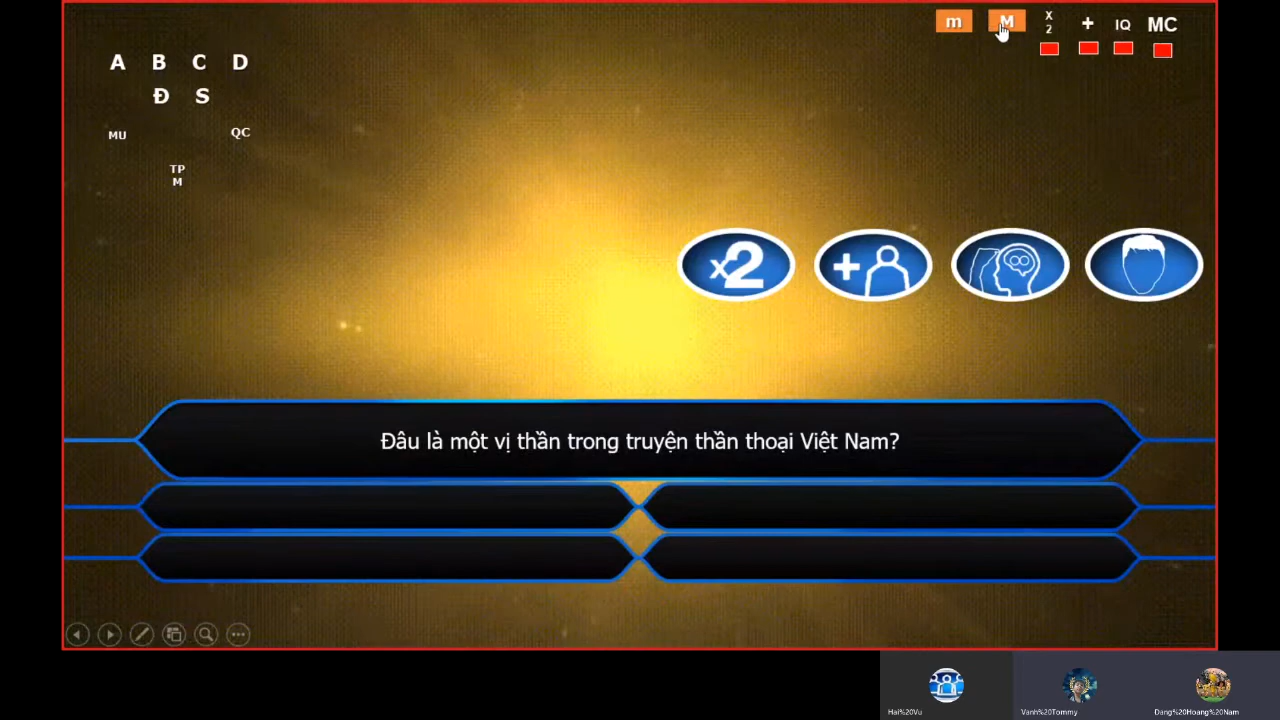 m M X 2 + IQ MC
A B C D
Đ S
MU QC
TP
M
x2 +
Đâu là một vị thần trong truyện thần thoại Việt Nam?
Hai%20Vu Vanh%20Tommy Dang%20Hoang%20Nam